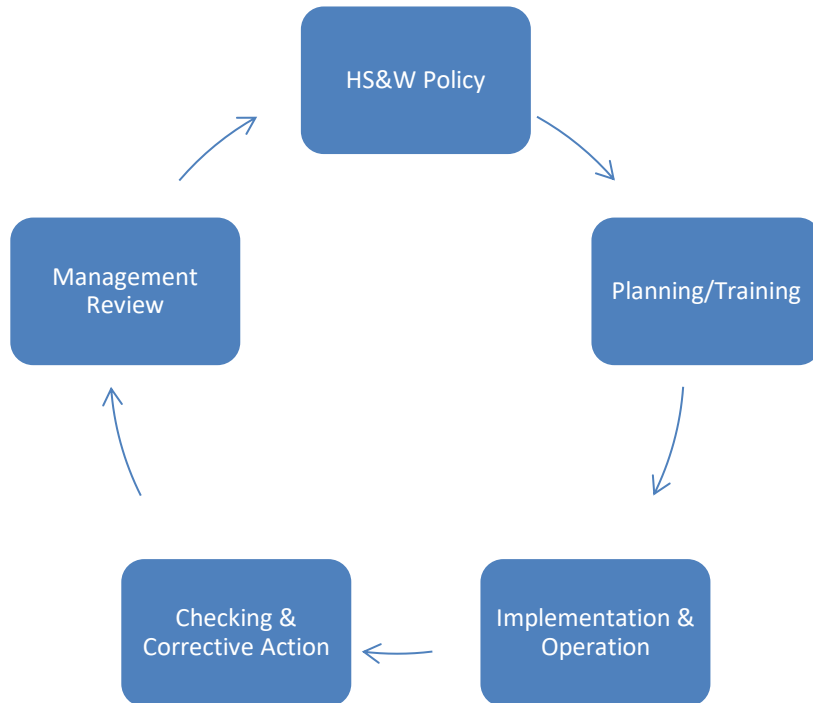 HS&W Policy
Planning/Training
Implementation &
Operation
Checking &
Corrective Action
Management
Review